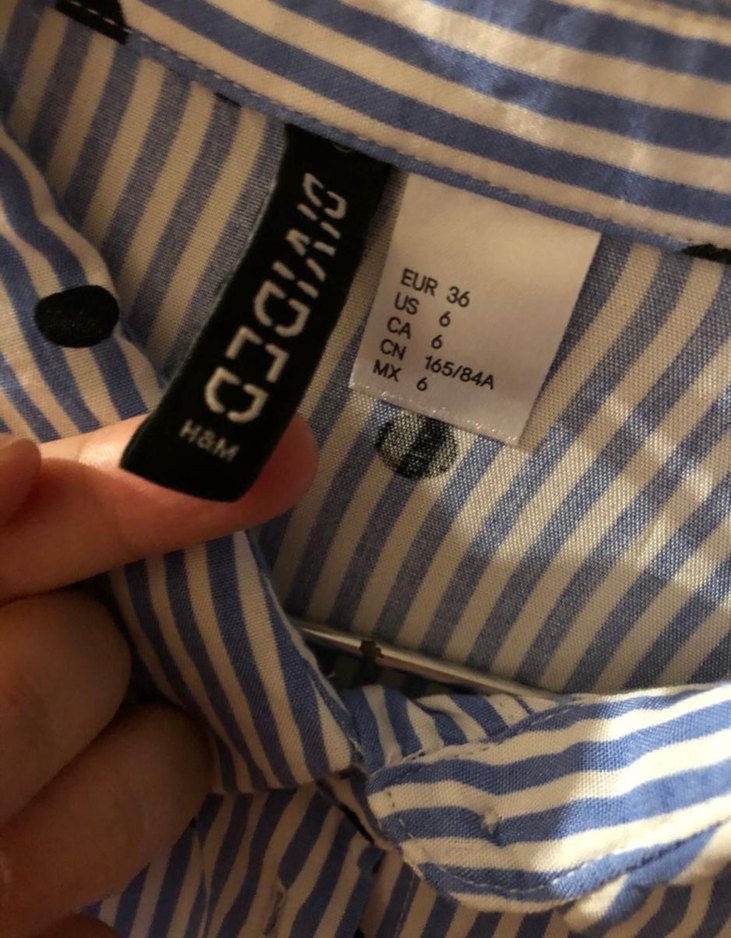 DIVIDED
H&M
EUR 36
US 6
CA 6
CN 165/84A
MX 6